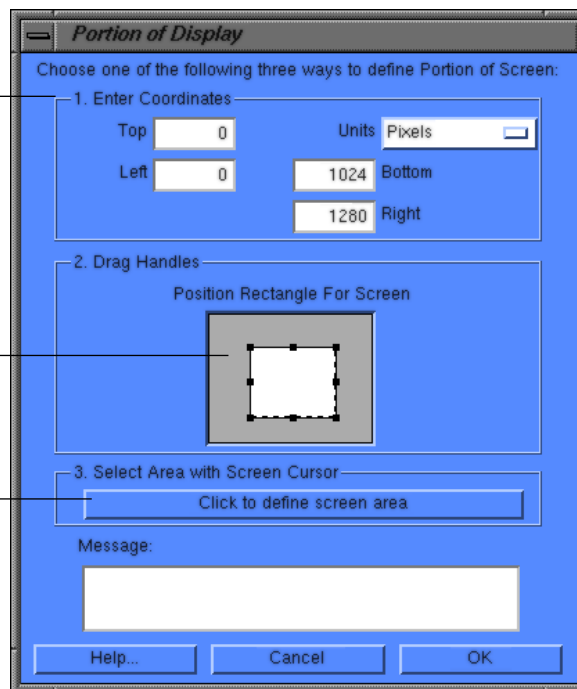 Portion of Display
Choose one of the following three ways to define Portion of Screen:
1. Enter Coordinates
Top 0 Units Pixels
Left 0 1024 Bottom
1280 Right
2. Drag Handles
Position Rectangle For Screen
3. Select Area with Screen Cursor
Click to define screen area
Message:
Help... Cancel OK